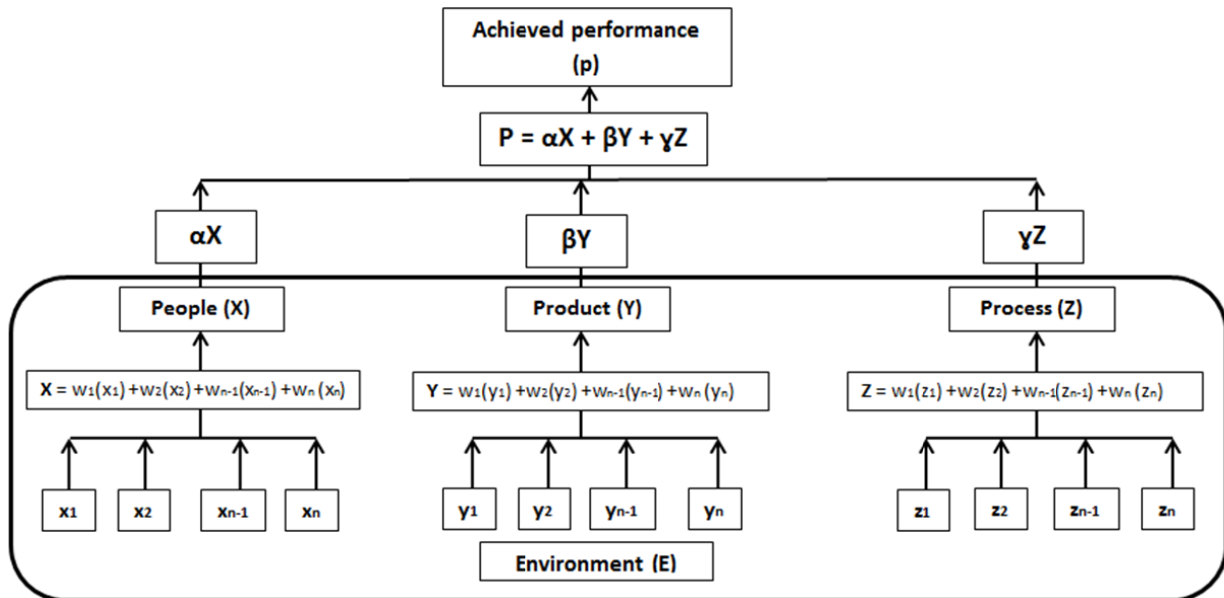 Achieved performance
(p)
P = αX + βY + ɣZ
αX
βY
ɣZ
People (X)
Product (Y)
Process (Z)
X = w1(x1) +w2(x2) +wn-1(xn-1) +wn (xn)
Y = w1(y1) +w2(y2) +wn-1(yn-1) +wn (yn)
Z = w1(z1) +w2(z2) +wn-1(zn-1) +wn (zn)
x1
x2
xn-1
xn
y1
y2
yn-1
yn
z1
z2
zn-1
zn
Environment (E)